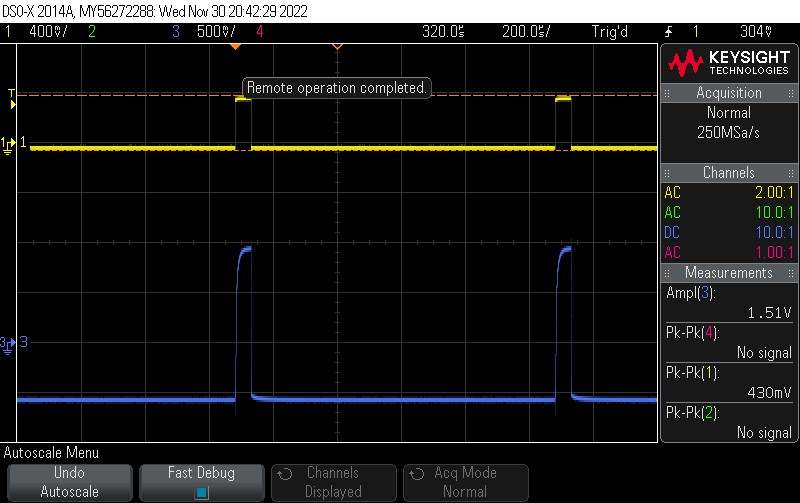 DSO-X 2014A, MY56272288: Wed Nov 30 20:42:29 2022
1 400mV/ 2 3 500mV/ 4 320.0µs 200.0µs/ Trig'd 1 304mV
KEYSIGHT
TECHNOLOGIES
Remote operation completed.
Acquisition
Normal
250MSa/s
Channels
AC 2.00:1
AC 10.0:1
DC 10.0:1
AC 1.00:1
Measurements
Ampl(3):
1.51V
Pk-Pk(4):
No signal
Pk-Pk(1):
430mV
Pk-Pk(2):
No signal
T
1 1
3 3
Autoscale Menu
Undo
Autoscale
Fast Debug
Channels
Displayed
Acq Mode
Normal